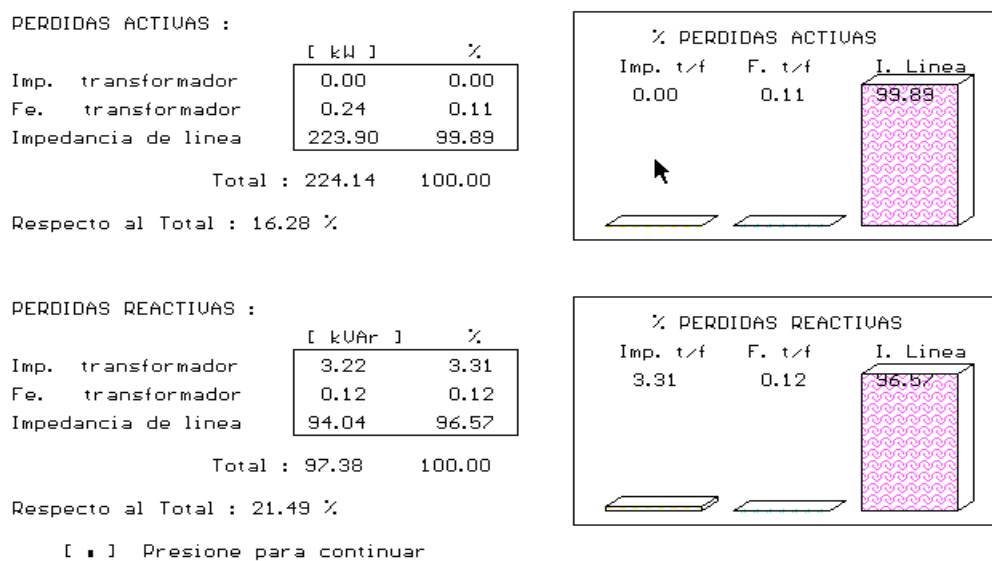 PERDIDAS ACTIVAS :
[ kW ] %
Imp. transformador 0.00 0.00
Fe. transformador 0.24 0.11
Impedancia de linea 223.90 99.89
Total : 224.14 100.00
Respecto al Total : 16.28 %
% PERDIDAS ACTIVAS
Imp. t/f F. t/f I. Linea
0.00 0.11 99.89
PERDIDAS REACTIVAS :
[ kVAr ] %
Imp. transformador 3.22 3.31
Fe. transformador 0.12 0.12
Impedancia de linea 94.04 96.57
Total : 97.38 100.00
Respecto al Total : 21.49 %
% PERDIDAS REACTIVAS
Imp. t/f F. t/f I. Linea
3.31 0.12 96.57
[ ∎ ] Presione para continuar